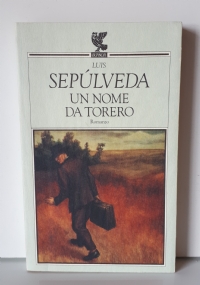 LUIS
SEPÚLVEDA
UN NOME
DA TORERO
Romanzo